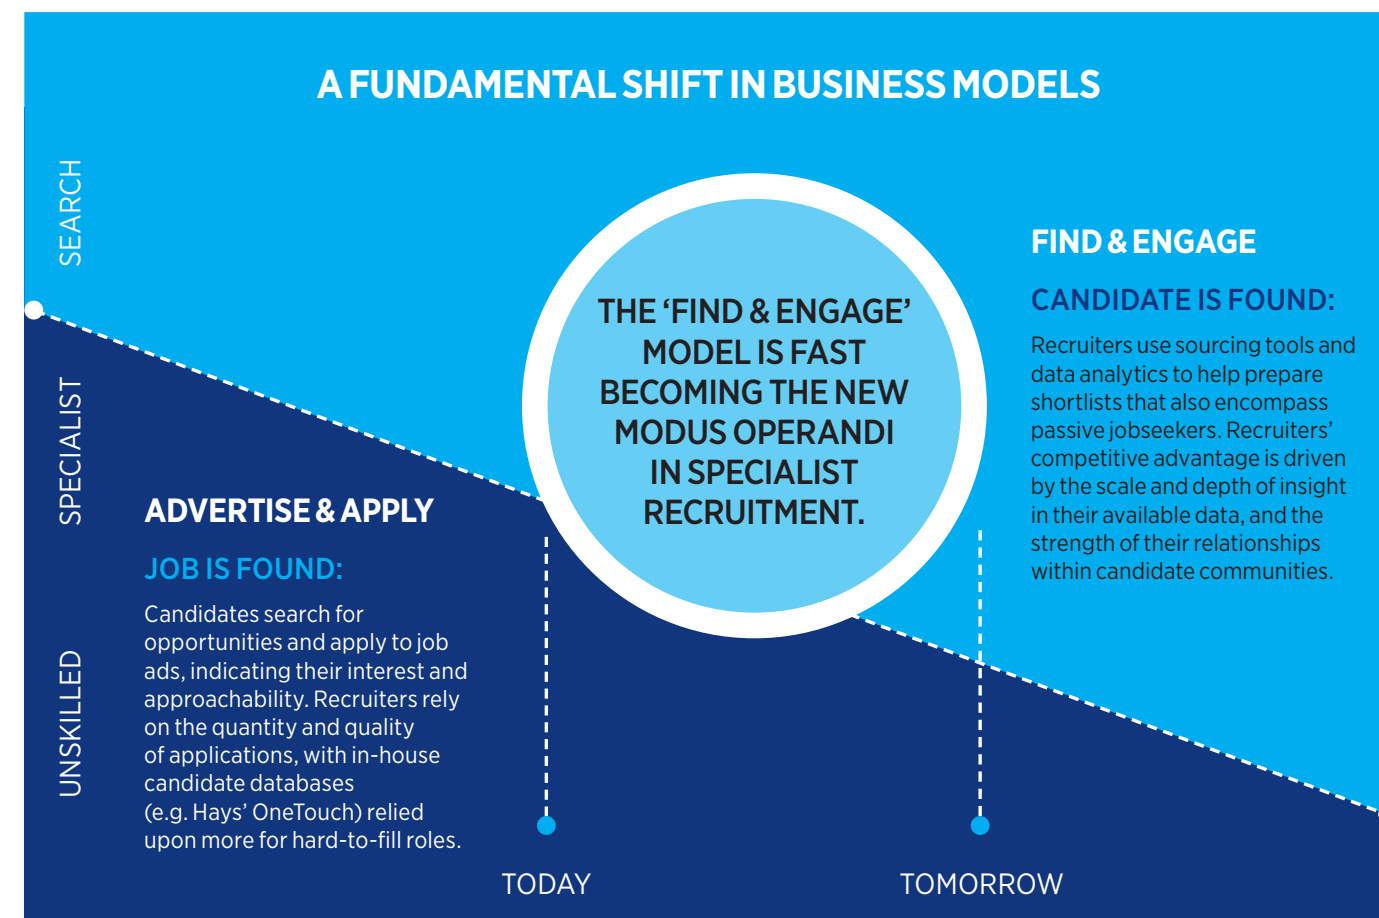 A FUNDAMENTAL SHIFT IN BUSINESS MODELS
SEARCH
SPECIALIST
UNSKILLED
ADVERTISE & APPLY
JOB IS FOUND:
Candidates search for
opportunities and apply to job
ads, indicating their interest and
approachability. Recruiters rely
on the quantity and quality
of applications, with in-house
candidate databases
(e.g. Hays’ OneTouch) relied
upon more for hard-to-fill roles.
THE ‘FIND & ENGAGE’
MODEL IS FAST
BECOMING THE NEW
MODUS OPERANDI
IN SPECIALIST
RECRUITMENT.
FIND & ENGAGE
CANDIDATE IS FOUND:
Recruiters use sourcing tools and
data analytics to help prepare
shortlists that also encompass
passive jobseekers. Recruiters’
competitive advantage is driven
by the scale and depth of insight
in their available data, and the
strength of their relationships
within candidate communities.
TODAY
TOMORROW